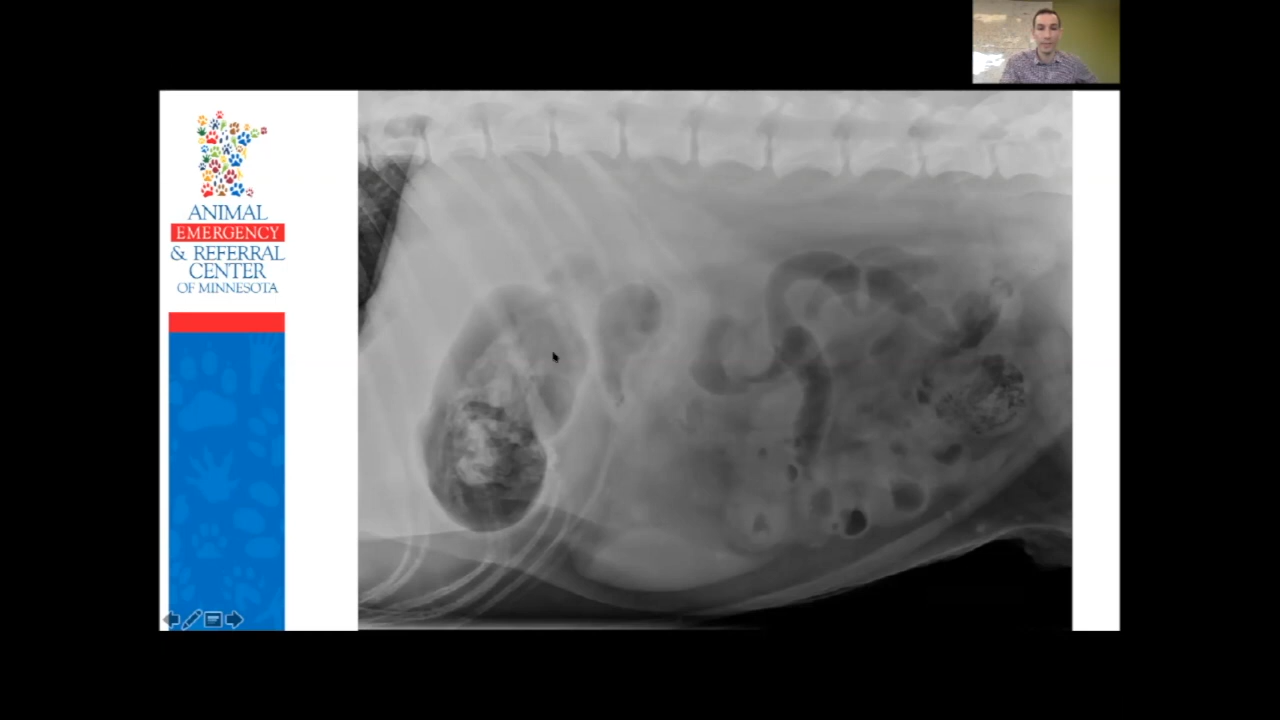 ANIMAL
EMERGENCY
& REFERRAL
CENTER
OF MINNESOTA